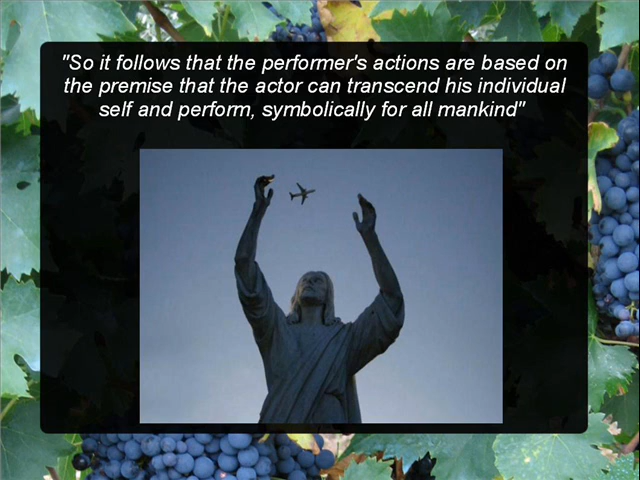 "So it follows that the performer's actions are based on
the premise that the actor can transcend his individual
self and perform, symbolically for all mankind"